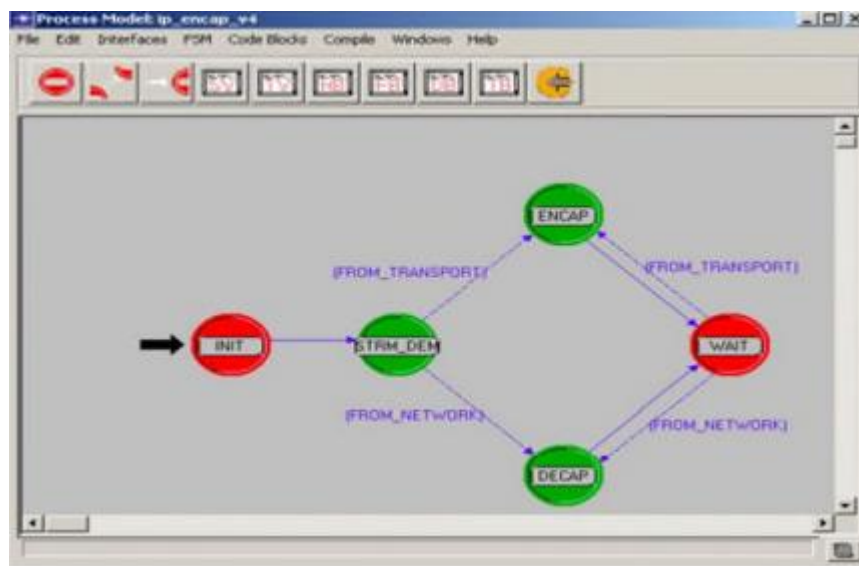 Process Model: ip_encap_v4
File Edit Interfaces FSM Code Blocks Compile Windows Help
ENCAP
(FROM_TRANSPORT)
(FROM_TRANSPORT)
INIT
STRM_DEM
WAIT
(FROM_NETWORK)
(FROM_NETWORK)
DECAP